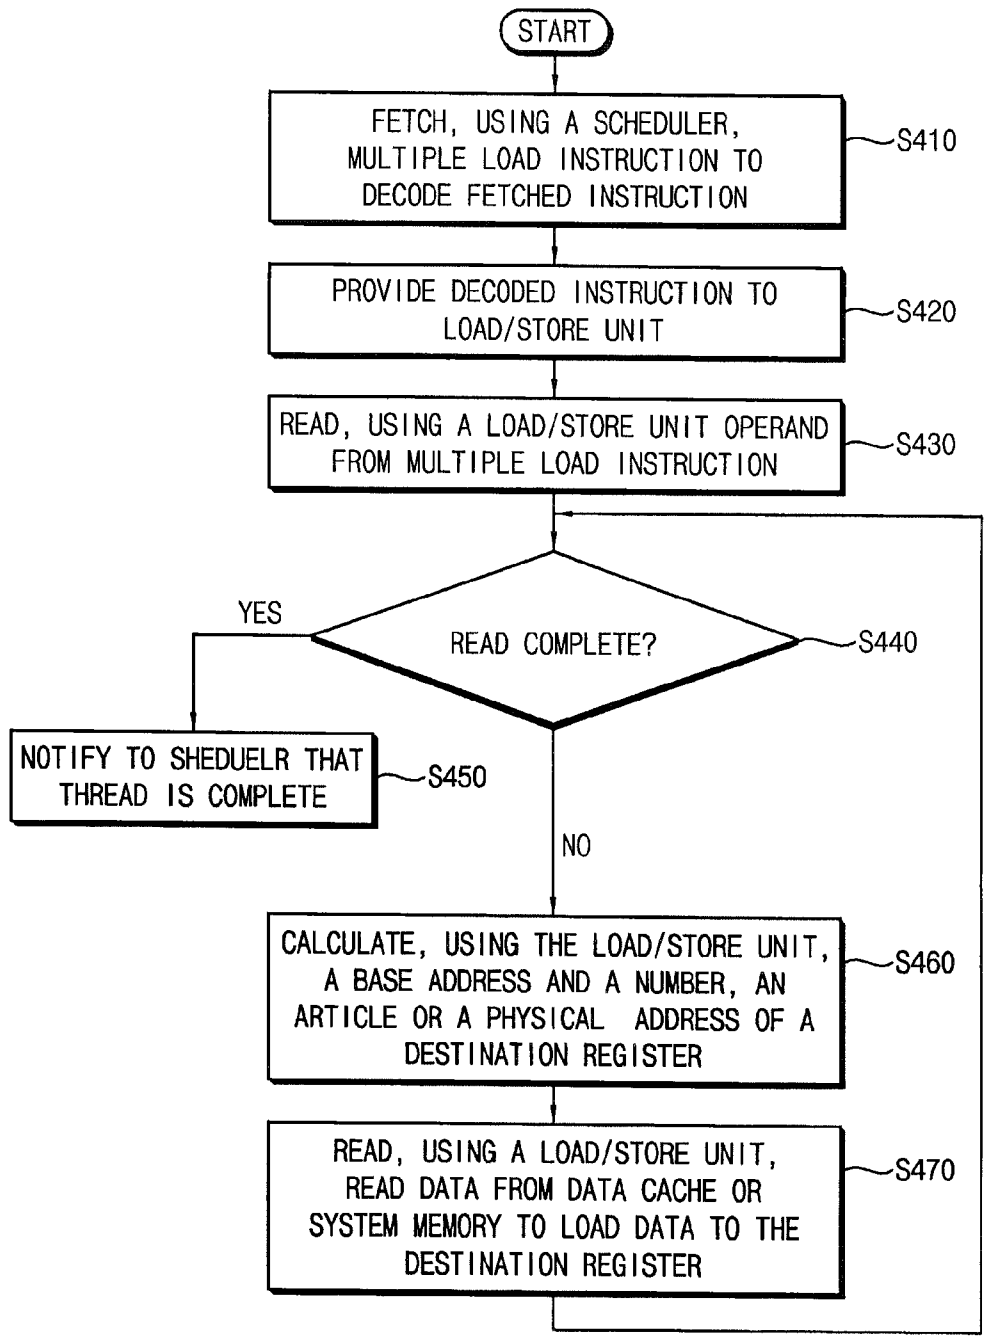 START
FETCH, USING A SCHEDULER,
MULTIPLE LOAD INSTRUCTION TO
DECODE FETCHED INSTRUCTION
S410
PROVIDE DECODED INSTRUCTION TO
LOAD/STORE UNIT
S420
READ, USING A LOAD/STORE UNIT OPERAND
FROM MULTIPLE LOAD INSTRUCTION
S430
READ COMPLETE?
S440
YES
NOTIFY TO SHEDUELR THAT
THREAD IS COMPLETE
S450
NO
CALCULATE, USING THE LOAD/STORE UNIT,
A BASE ADDRESS AND A NUMBER, AN
ARTICLE OR A PHYSICAL ADDRESS OF A
DESTINATION REGISTER
S460
READ, USING A LOAD/STORE UNIT,
READ DATA FROM DATA CACHE OR
SYSTEM MEMORY TO LOAD DATA TO THE
DESTINATION REGISTER
S470